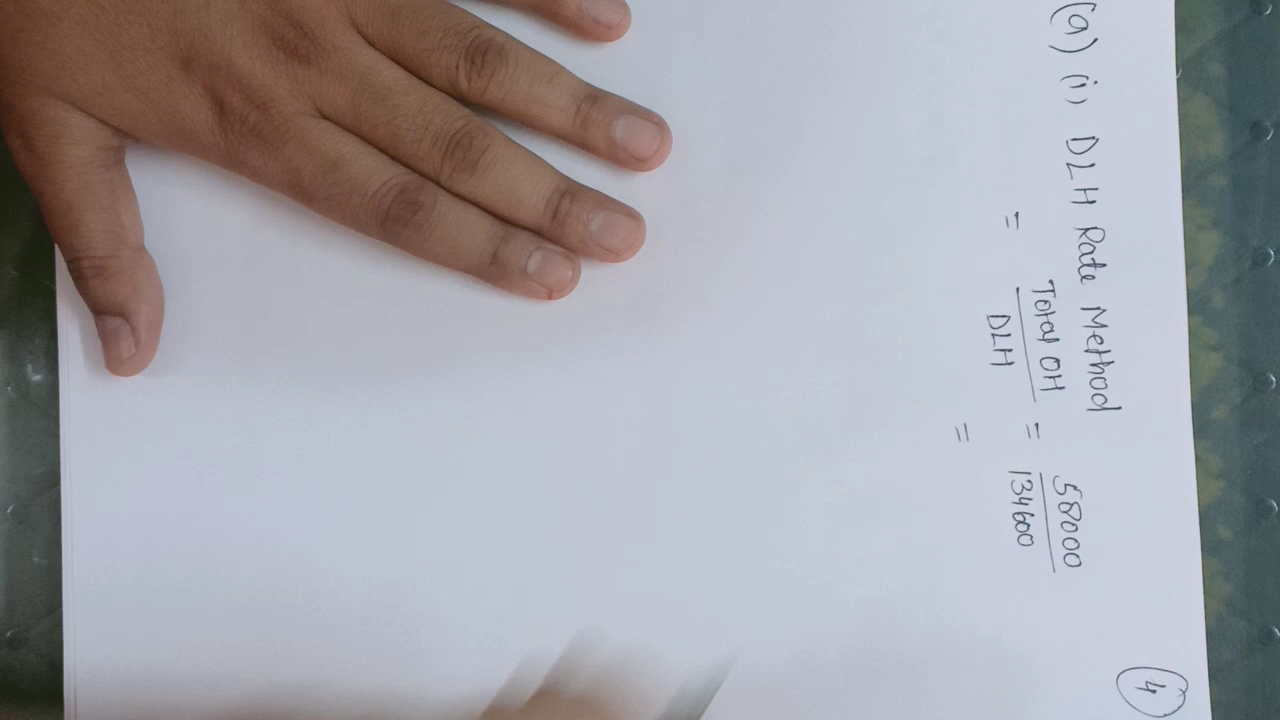 4
(a) (i) DLH Rate Method
= Total OH / DLH = 58000 / 134600
=